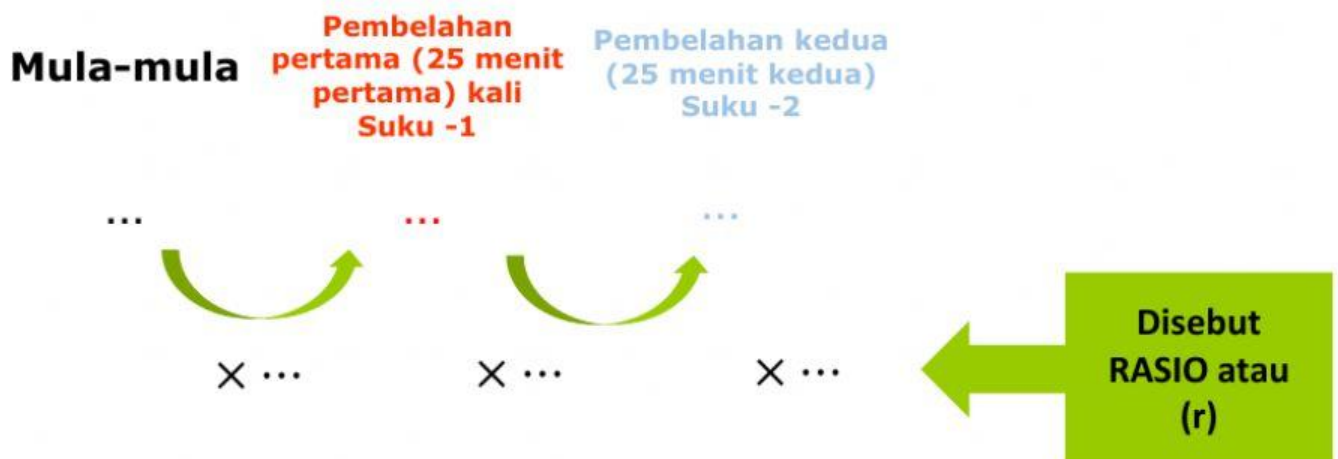 Mula-mula
Pembelahan
pertama (25 menit
pertama) kali
Suku -1
Pembelahan kedua
(25 menit kedua)
Suku -2
...
...
...
× ...
× ...
× ...
Disebut
RASIO atau
(r)